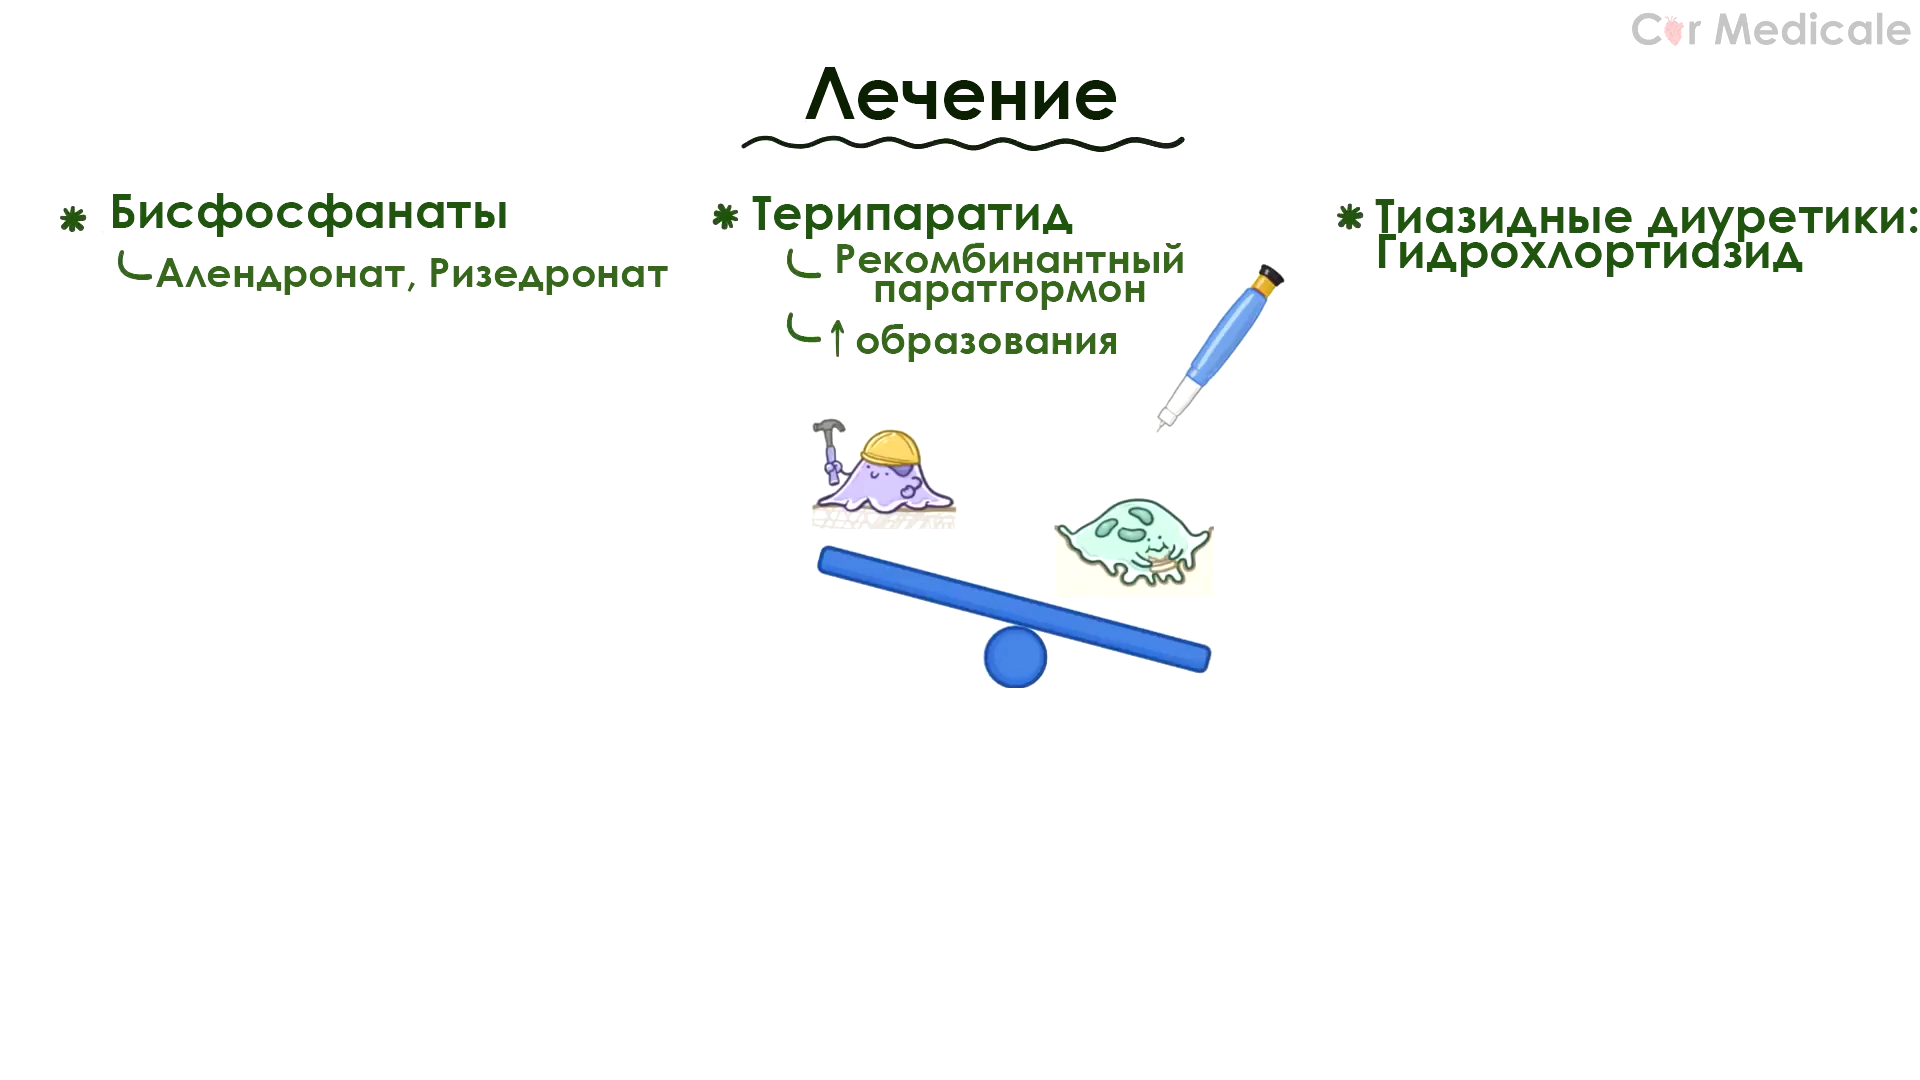 Cor Medicale
Лечение
Бисфосфанаты
Алендронат, Ризедронат
Терипаратид
Рекомбинантный
паратгормон
↑ образования
Тиазидные диуретики:
Гидрохлортиазид